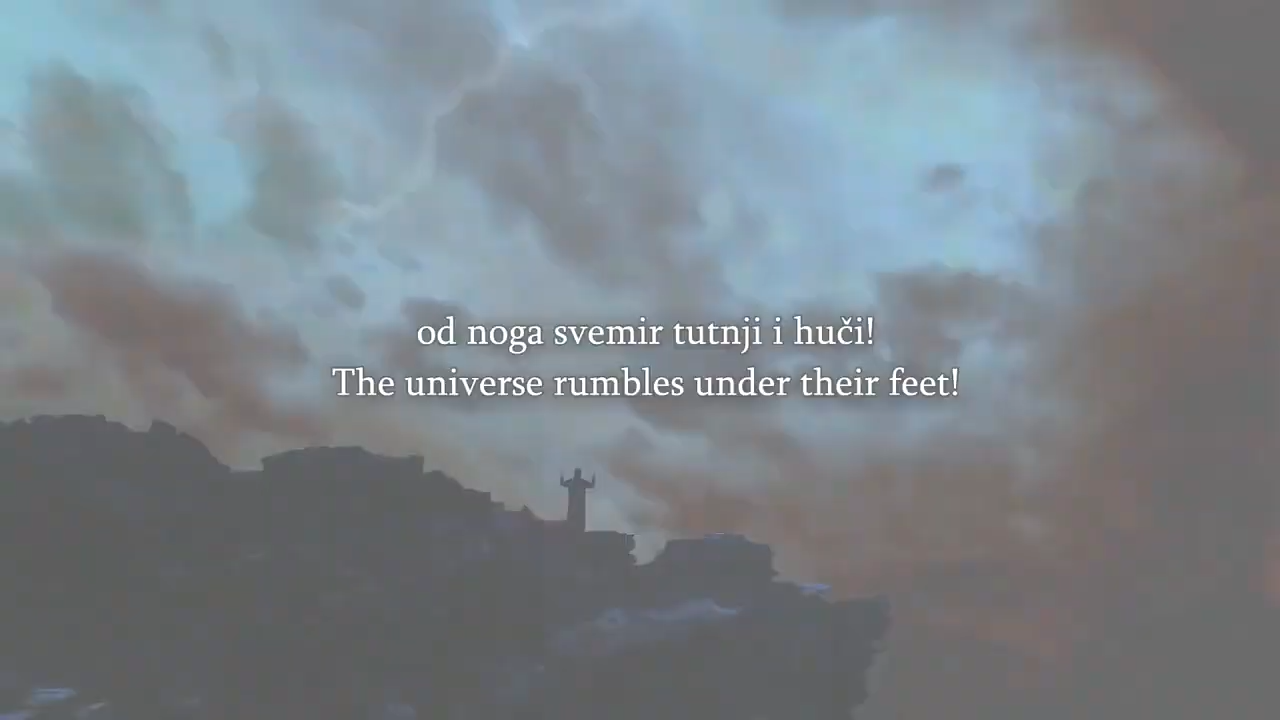 od noga svemir tutnji i huči!
The universe rumbles under their feet!